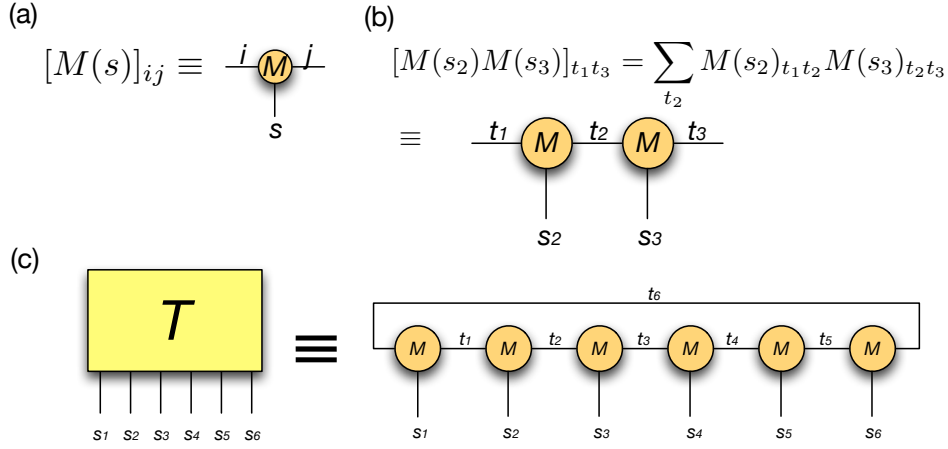 (a)
[M(s)]ij ≡
i M j
s
(b)
[M(s2)M(s3)]t1t3 = ∑t2 M(s2)t1t2M(s3)t2t3
≡
t1 M t2 M t3
s2 s3
(c)
T
s1 s2 s3 s4 s5 s6
≡
t6
M t1 M t2 M t3 M t4 M t5 M
s1 s2 s3 s4 s5 s6